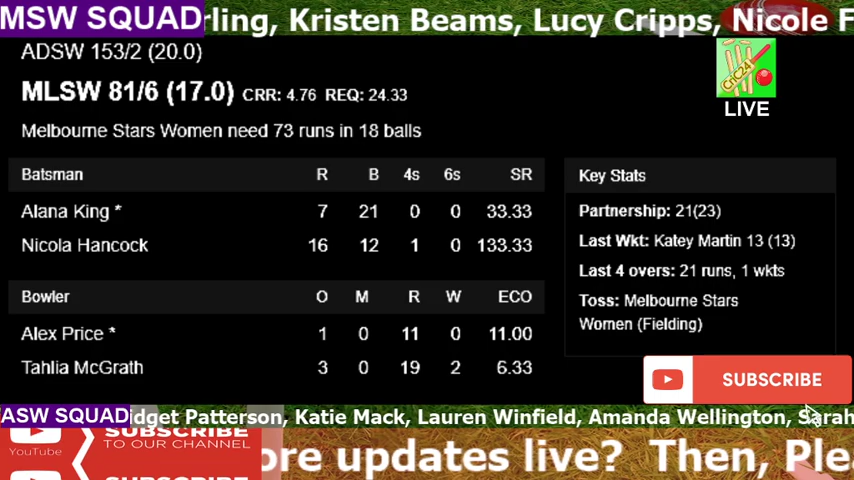 MSW SQUAD rling, Kristen Beams, Lucy Cripps, Nicole F
ADSW 153/2 (20.0)
MLSW 81/6 (17.0) CRR: 4.76 REQ: 24.33
Melbourne Stars Women need 73 runs in 18 balls
CriC24
LIVE
Batsman R B 4s 6s SR
Alana King * 7 21 0 0 33.33
Nicola Hancock 16 12 1 0 133.33
Bowler O M R W ECO
Alex Price * 1 0 11 0 11.00
Tahlia McGrath 3 0 19 2 6.33
Key Stats
Partnership: 21(23)
Last Wkt: Katey Martin 13 (13)
Last 4 overs: 21 runs, 1 wkts
Toss: Melbourne Stars
Women (Fielding)
SUBSCRIBE
ASW SQUAD idget Patterson, Katie Mack, Lauren Winfield, Amanda Wellington, Sarah
YouTube
SUBSCRIBE
TO OUR CHANNEL
SUBSCRIBE
ore updates live? Then, Plea